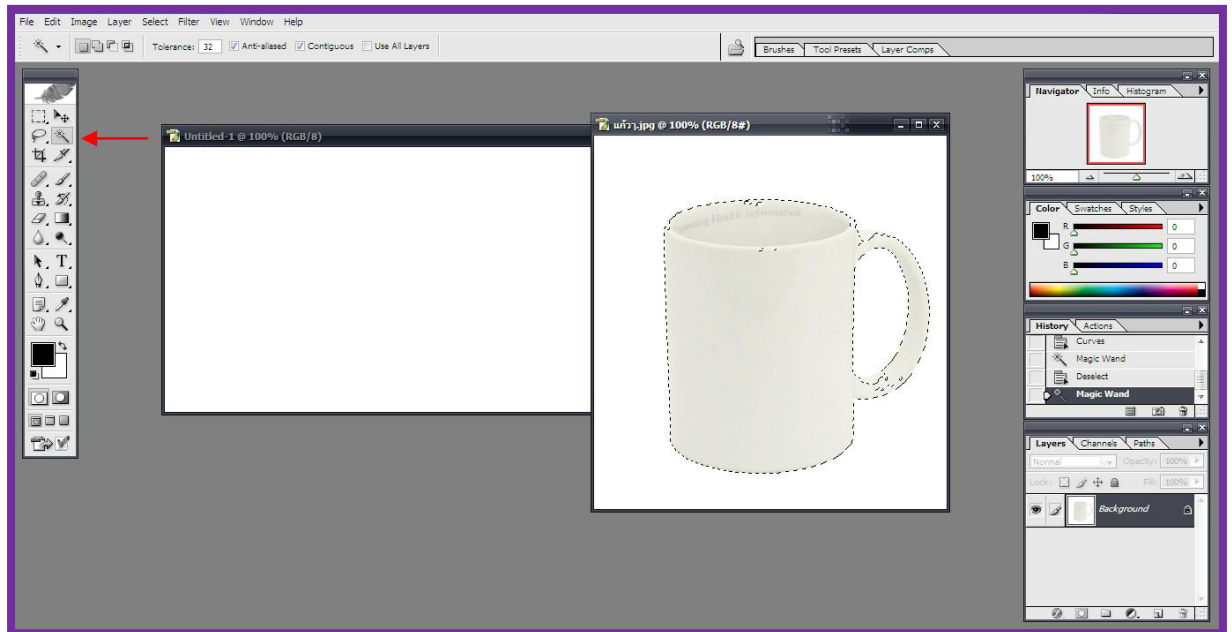 File Edit Image Layer Select Filter View Window Help
Tolerance: 32 Anti-aliased Contiguous Use All Layers
Brushes Tool Presets Layer Comps
Navigator Info Histogram
100%
Untitled-1 @ 100% (RGB/8)
แก้วๆ.jpg @ 100% (RGB/8#)
Health Information
Color Swatches Styles
R 0
G 0
B 0
History Actions
Curves
Magic Wand
Deselect
Magic Wand
Layers Channels Paths
Normal Opacity: 100%
Lock: Fill: 100%
Background
T